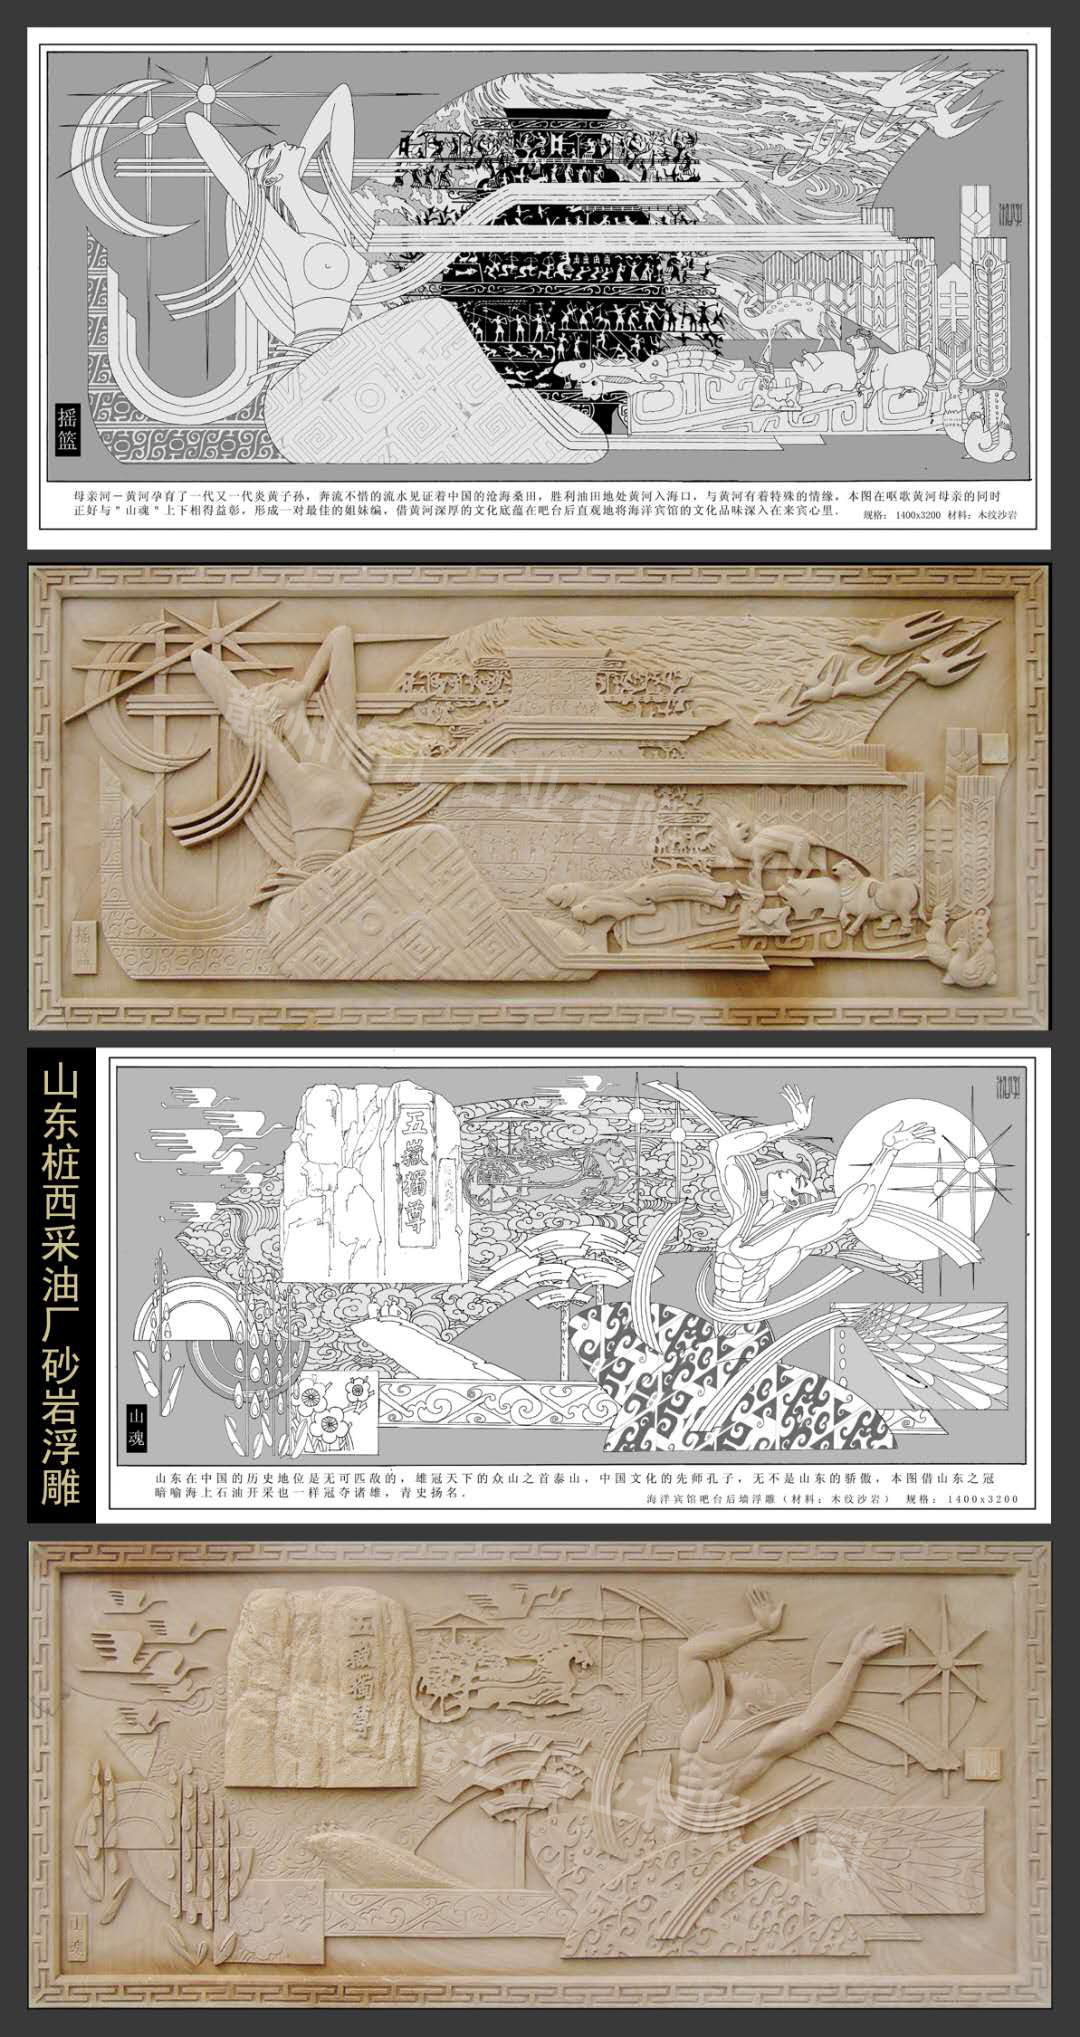 摇篮
母亲河－黄河孕育了一代又一代炎黄子孙，奔流不惜的流水见证着中国的沧海桑田，胜利油田地处黄河入海口，与黄河有着特殊的情缘，本图在呕歌黄河母亲的同时
正好与"山魂"上下相得益彰，形成一对最佳的姐妹编，借黄河深厚的文化底蕴在吧台后直观地将海洋宾馆的文化品味深入在来宾心里．
规格： 1400x3200 材料：木纹沙岩
山东桩西采油厂砂岩浮雕
五嶽獨尊
山魂
山东在中国的历史地位是无可匹敌的，雄冠天下的众山之首泰山，中国文化的先师孔子，无不是山东的骄傲，本图借山东之冠
暗喻海上石油开采也一样冠夺诸雄，青史扬名。
海洋宾馆吧台后墙浮雕（材料：木纹沙岩） 规格：1400x3200
五嶽獨尊
山魂